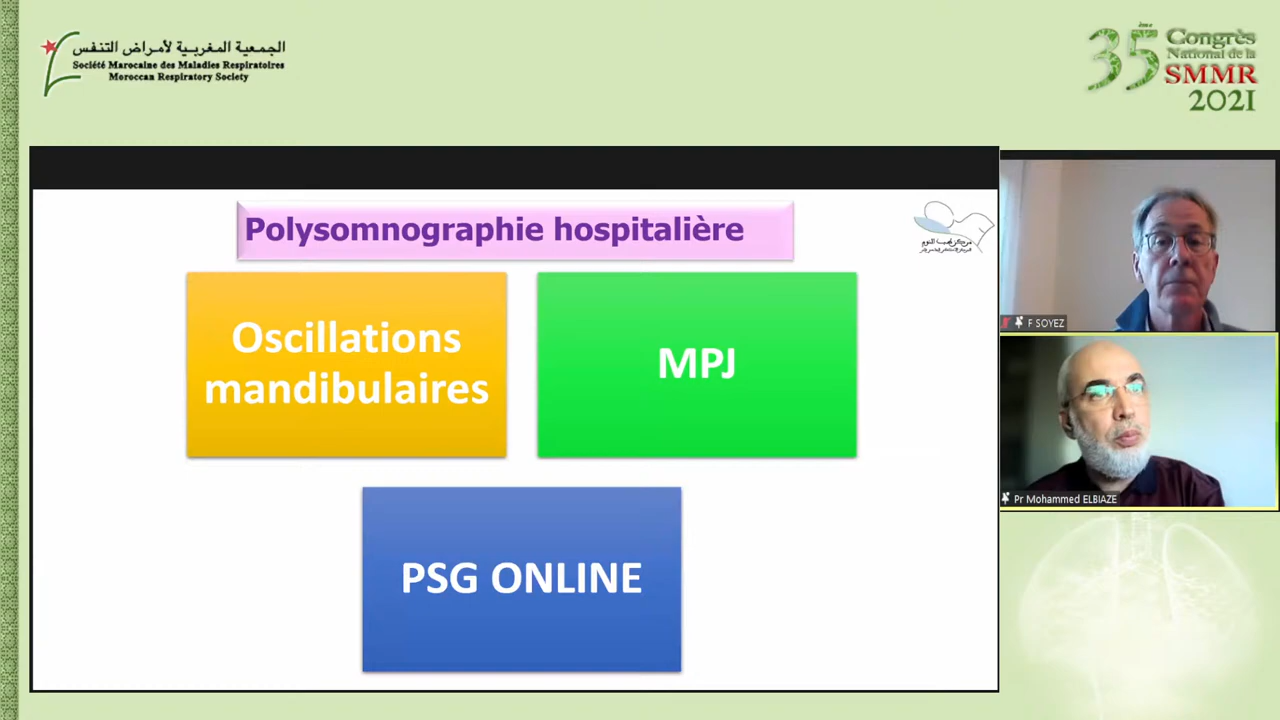 الجمعية المغربية لأمراض التنفس
Société Marocaine des Maladies Respiratoires
Moroccan Respiratory Society
35ème Congrès
National de la
SMMR
2021
Polysomnographie hospitalière
Oscillations
mandibulaires
MPJ
PSG ONLINE
F SOYEZ
Pr Mohammed ELBIAZE